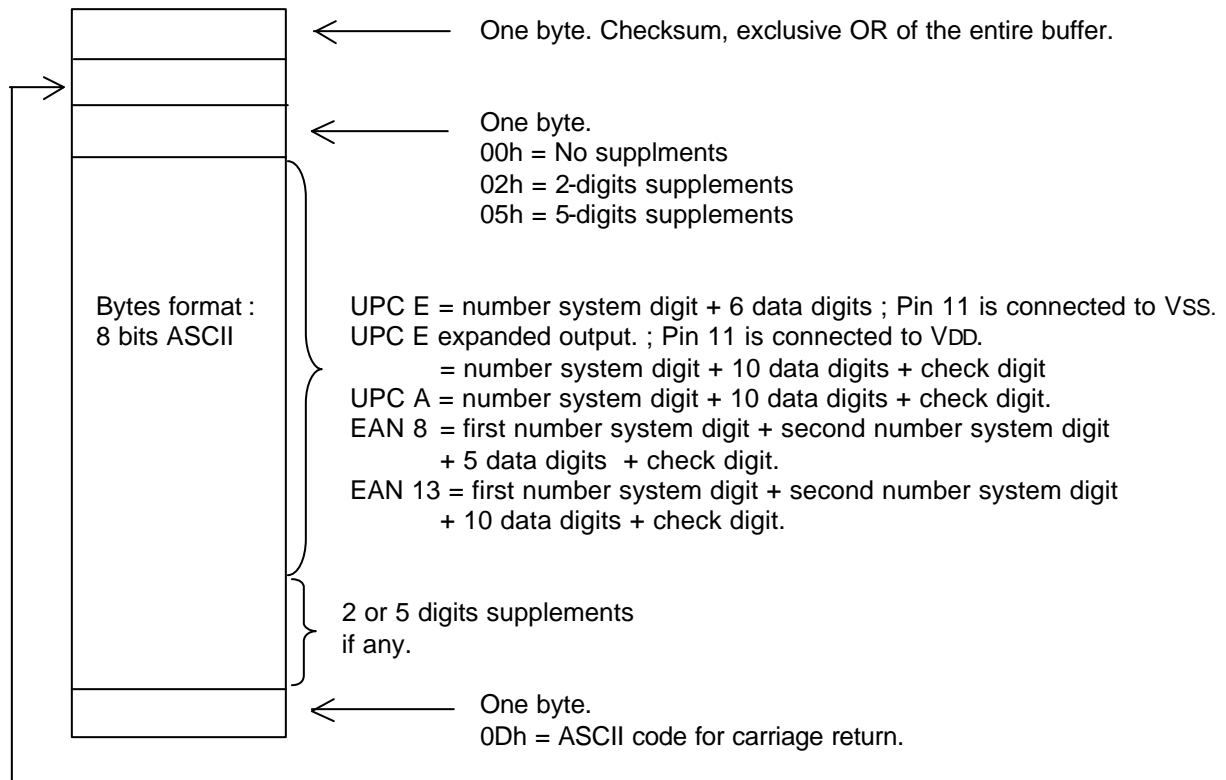 One byte. Checksum, exclusive OR of the entire buffer.
One byte.
00h = No supplments
02h = 2-digits supplements
05h = 5-digits supplements
Bytes format :
8 bits ASCII
UPC E = number system digit + 6 data digits ; Pin 11 is connected to VSS.
UPC E expanded output. ; Pin 11 is connected to VDD.
= number system digit + 10 data digits + check digit
UPC A = number system digit + 10 data digits + check digit.
EAN 8 = first number system digit + second number system digit
+ 5 data digits + check digit.
EAN 13 = first number system digit + second number system digit
+ 10 data digits + check digit.
2 or 5 digits supplements
if any.
One byte.
0Dh = ASCII code for carriage return.